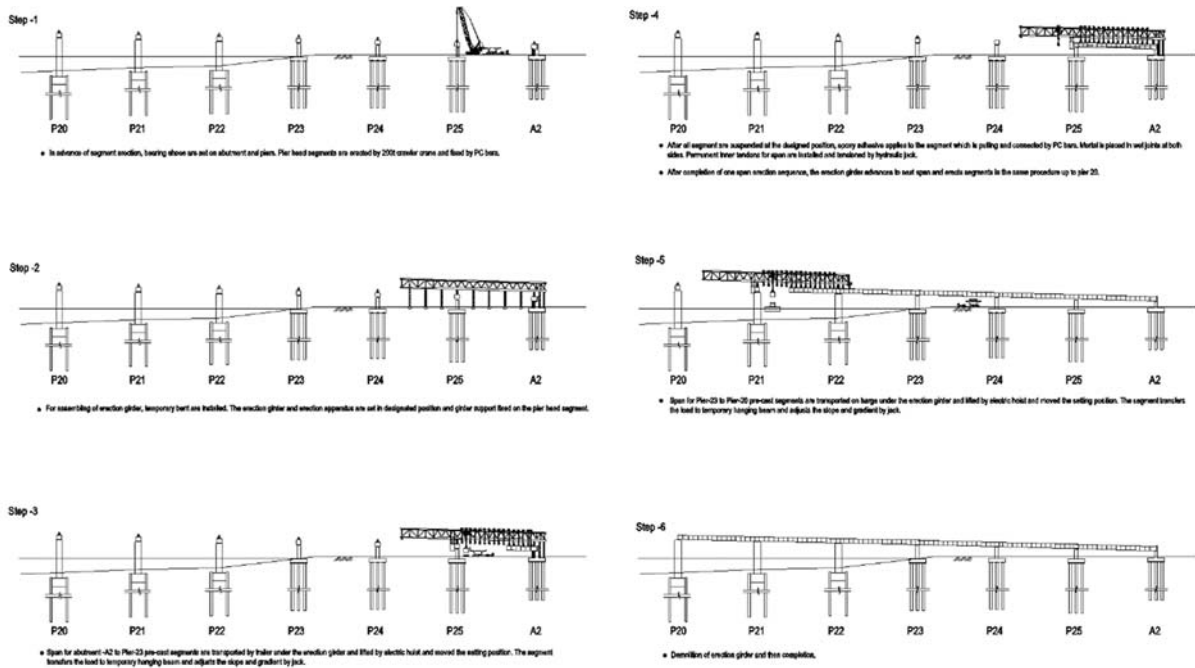 Step -1
P20 P21 P22 P23 P24 P25 A2
● In advance of segment erection, bearing shoes are set on abutment and piers. Pier head segments are erected by 200t crawler crane and fixed by PC bars.
Step -2
P20 P21 P22 P23 P24 P25 A2
● For assembling of erection girder, temporary bent are installed. The erection girder and erection apparatus are set in designated position and girder support fixed on the pier head segment.
Step -3
P20 P21 P22 P23 P24 P25 A2
● Span for abutment -A2 to Pier-23 pre-cast segments are transported by trailer under the erection girder and lifted by electric hoist and moved the setting position. The segment
transfers the load to temporary hanging beam and adjusts the slope and gradient by jack.
Step -4
P20 P21 P22 P23 P24 P25 A2
● After all segment are suspended at the designed position, epoxy adhesive applies to the segment which is pulling and connected by PC bars. Mortal is placed in wet joints at both
sides. Permanent inner tendons for span are installed and tensioned by hydraulic jack.
● After completion of one span erection sequence, the erection girder advances to next span and erects segments in the same procedure up to pier 20.
Step -5
P20 P21 P22 P23 P24 P25 A2
● Span for Pier-23 to Pier-20 pre-cast segments are transported on barge under the erection girder and lifted by electric hoist and moved the setting position. The segment transfers
the load to temporary hanging beam and adjusts the slope and gradient by jack.
Step -6
P20 P21 P22 P23 P24 P25 A2
● Demolition of erection girder and then completion.